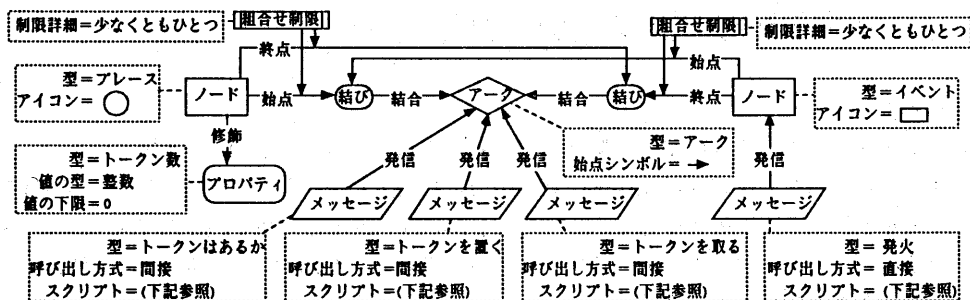 制限詳細=少なくともひとつ
組合せ制限
組合せ制限
制限詳細=少なくともひとつ
終点
始点
型=プレース
アイコン=
ノード
始点
結び
結合
アーク
結合
結び
終点
ノード
型=イベント
アイコン=
修飾
型=アーク
始点シンボル=
型=トークン数
値の型=整数
値の下限=0
プロパティ
発信
発信
発信
発信
メッセージ
メッセージ
メッセージ
メッセージ
型=トークンはあるか
呼び出し方式=間接
スクリプト=(下記参照)
型=トークンを置く
呼び出し方式=間接
スクリプト=(下記参照)
型=トークンを取る
呼び出し方式=間接
スクリプト=(下記参照)
型= 発火
呼び出し方式= 直接
スクリプト= (下記参照)